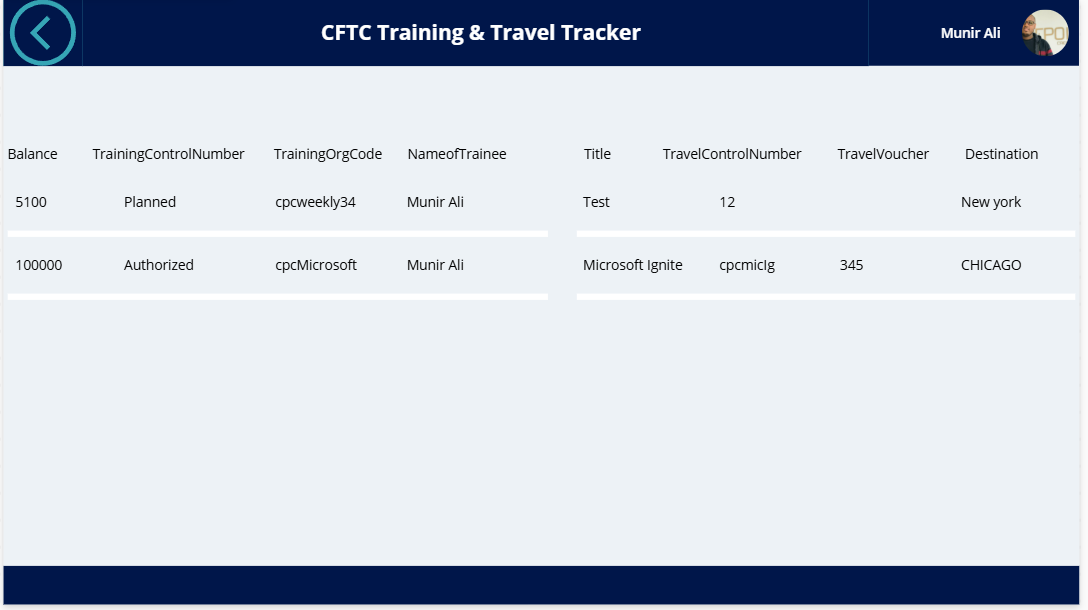 CFTC Training & Travel Tracker
Munir Ali
Balance TrainingControlNumber TrainingOrgCode NameofTrainee Title TravelControlNumber TravelVoucher Destination
5100 Planned cpcweekly34 Munir Ali Test 12 New york
100000 Authorized cpcMicrosoft Munir Ali Microsoft Ignite cpcmicIg 345 CHICAGO